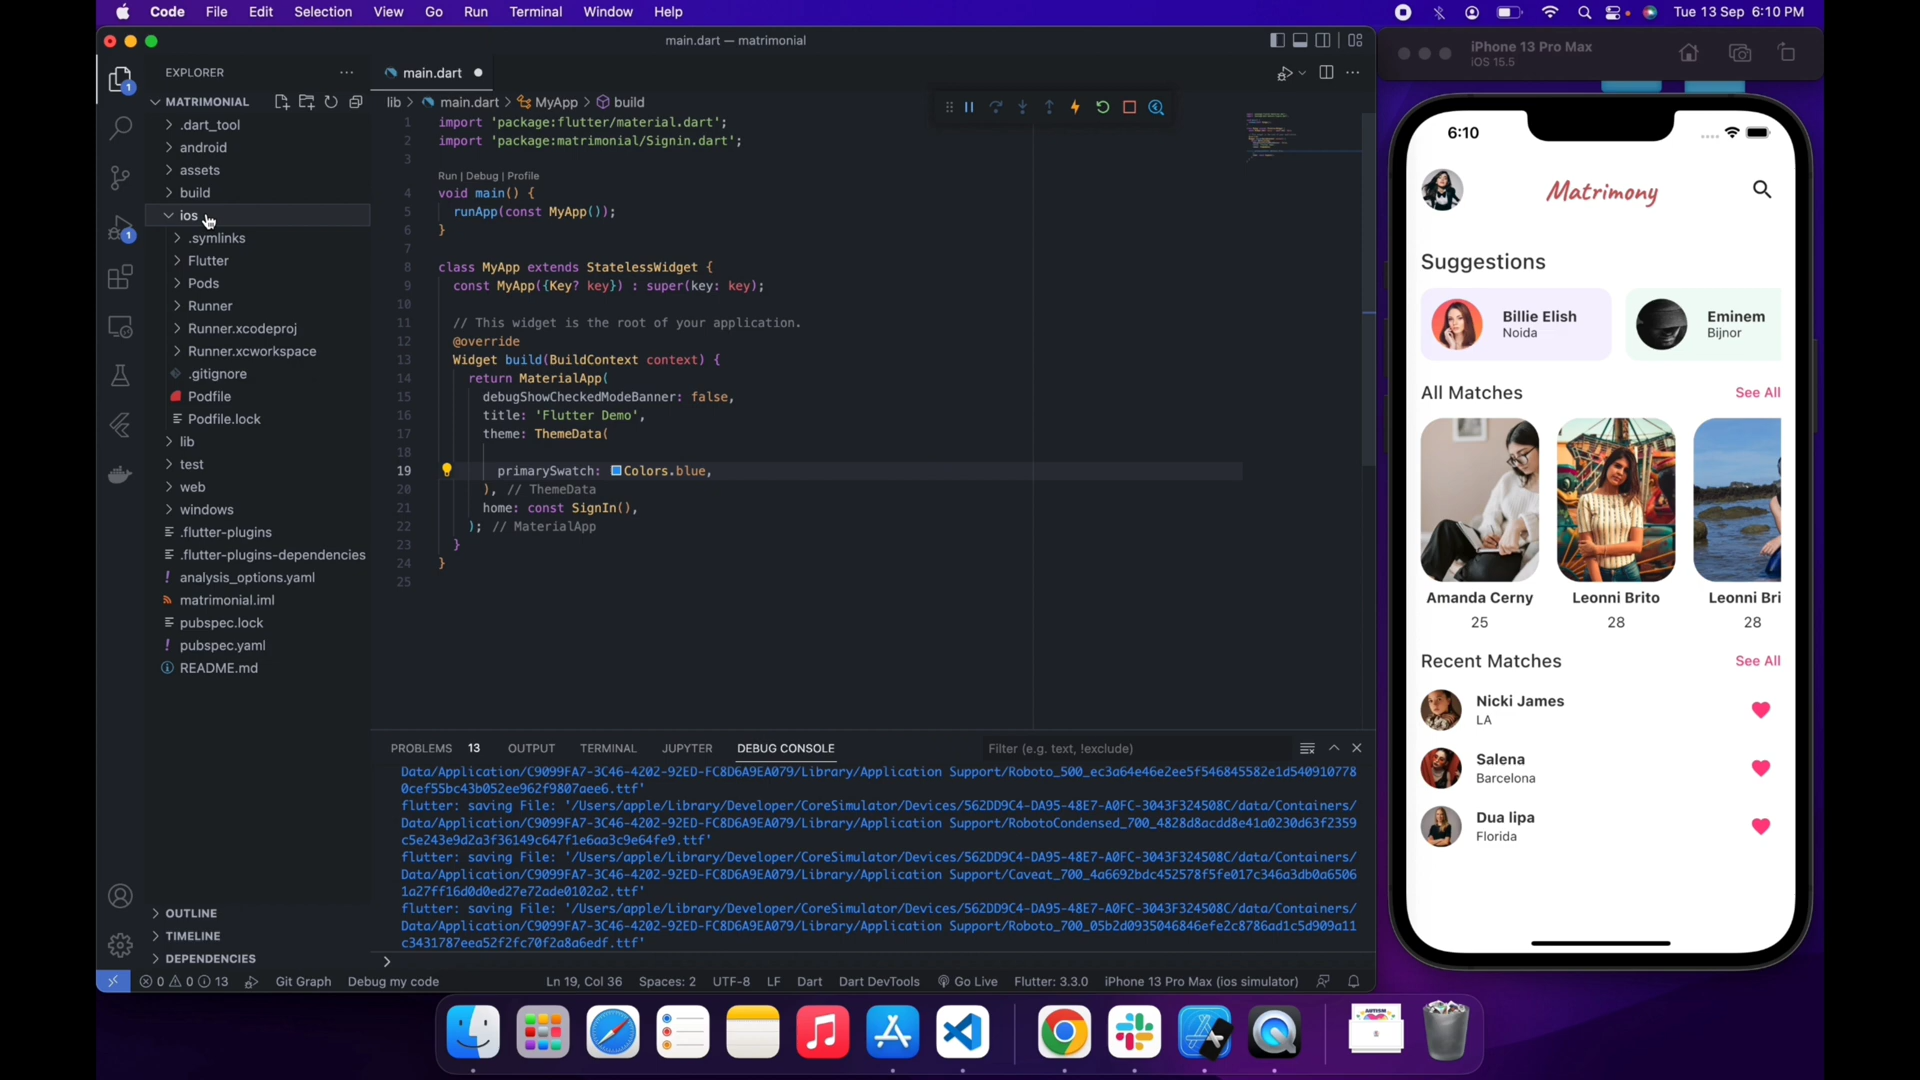 Code File Edit Selection View Go Run Terminal Window Help
Tue 13 Sep 6:10 PM
main.dart — matrimonial
EXPLORER
MATRIMONIAL
.dart_tool
android
assets
build
ios
.symlinks
Flutter
Pods
Runner
Runner.xcodeproj
Runner.xcworkspace
.gitignore
Podfile
Podfile.lock
lib
test
web
windows
.flutter-plugins
.flutter-plugins-dependencies
analysis_options.yaml
matrimonial.iml
pubspec.lock
pubspec.yaml
README.md
OUTLINE
TIMELINE
DEPENDENCIES
1
1
main.dart
lib > main.dart > MyApp > build
1 import 'package:flutter/material.dart';
2 import 'package:matrimonial/Signin.dart';
3
Run | Debug | Profile
4 void main() {
5 runApp(const MyApp());
6 }
7
8 class MyApp extends StatelessWidget {
9 const MyApp({Key? key}) : super(key: key);
10
11 // This widget is the root of your application.
12 @override
13 Widget build(BuildContext context) {
14 return MaterialApp(
15 debugShowCheckedModeBanner: false,
16 title: 'Flutter Demo',
17 theme: ThemeData(
18
19 primarySwatch: Colors.blue,
20 ), // ThemeData
21 home: const SignIn(),
22 ); // MaterialApp
23 }
24 }
25
PROBLEMS 13 OUTPUT TERMINAL JUPYTER DEBUG CONSOLE
Filter (e.g. text, !exclude)
Data/Application/C9099FA7-3C46-4202-92ED-FC8D6A9EA079/Library/Application Support/Roboto_500_ec3a64e46e2ee5f546845582e1d540910778
0cef55bc43b052ee962f9807aee6.ttf'
flutter: saving File: '/Users/apple/Library/Developer/CoreSimulator/Devices/562DD9C4-DA95-48E7-A0FC-3043F324508C/data/Containers/
Data/Application/C9099FA7-3C46-4202-92ED-FC8D6A9EA079/Library/Application Support/RobotoCondensed_700_4828d8acdd8e41a0230d63f2359
c5e243e9d2a3f36149c647f1e6aa3c9e64fe9.ttf'
flutter: saving File: '/Users/apple/Library/Developer/CoreSimulator/Devices/562DD9C4-DA95-48E7-A0FC-3043F324508C/data/Containers/
Data/Application/C9099FA7-3C46-4202-92ED-FC8D6A9EA079/Library/Application Support/Caveat_700_4a6692bdc452578f5fe017c346a3db0a6506
1a27ff16d0d0ed27e72ade0102a2.ttf'
flutter: saving File: '/Users/apple/Library/Developer/CoreSimulator/Devices/562DD9C4-DA95-48E7-A0FC-3043F324508C/data/Containers/
Data/Application/C9099FA7-3C46-4202-92ED-FC8D6A9EA079/Library/Application Support/Roboto_700_05b2d0935046846efe2c8786ad1c5d909a11
c3431787eea52f2fc70f2a8a6edf.ttf'
0 0 13 Git Graph Debug my code Ln 19, Col 36 Spaces: 2 UTF-8 LF Dart Dart DevTools Go Live Flutter: 3.3.0 iPhone 13 Pro Max (ios simulator)
iPhone 13 Pro Max
iOS 15.5
6:10
Matrimony
Suggestions
Billie Elish
Noida
Eminem
Bijnor
All Matches See All
Amanda Cerny Leonni Brito Leonni Bri
25 28 28
Recent Matches See All
Nicki James
LA
Salena
Barcelona
Dua lipa
Florida
AUTISM